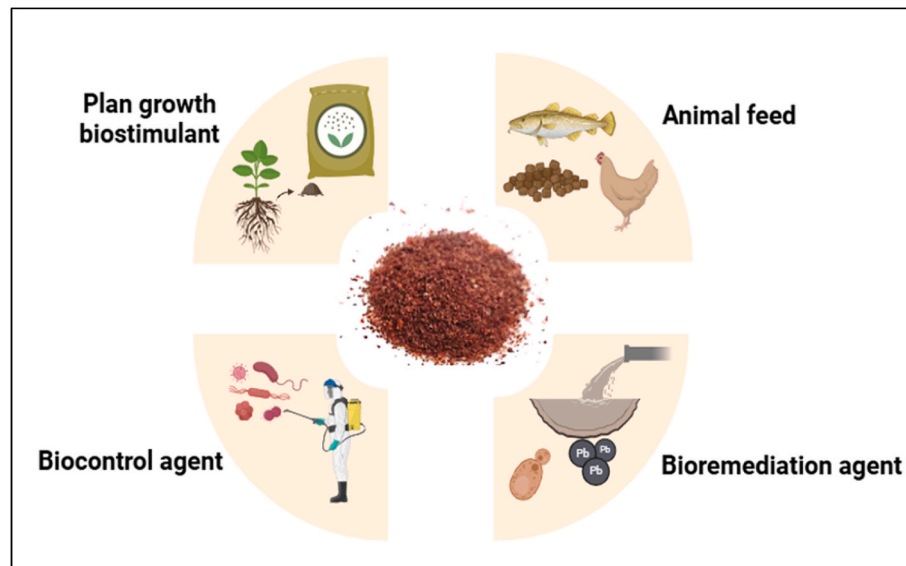 Plan growth
biostimulant
Animal feed
Biocontrol agent
Bioremediation agent
Pb
Pb
Pb